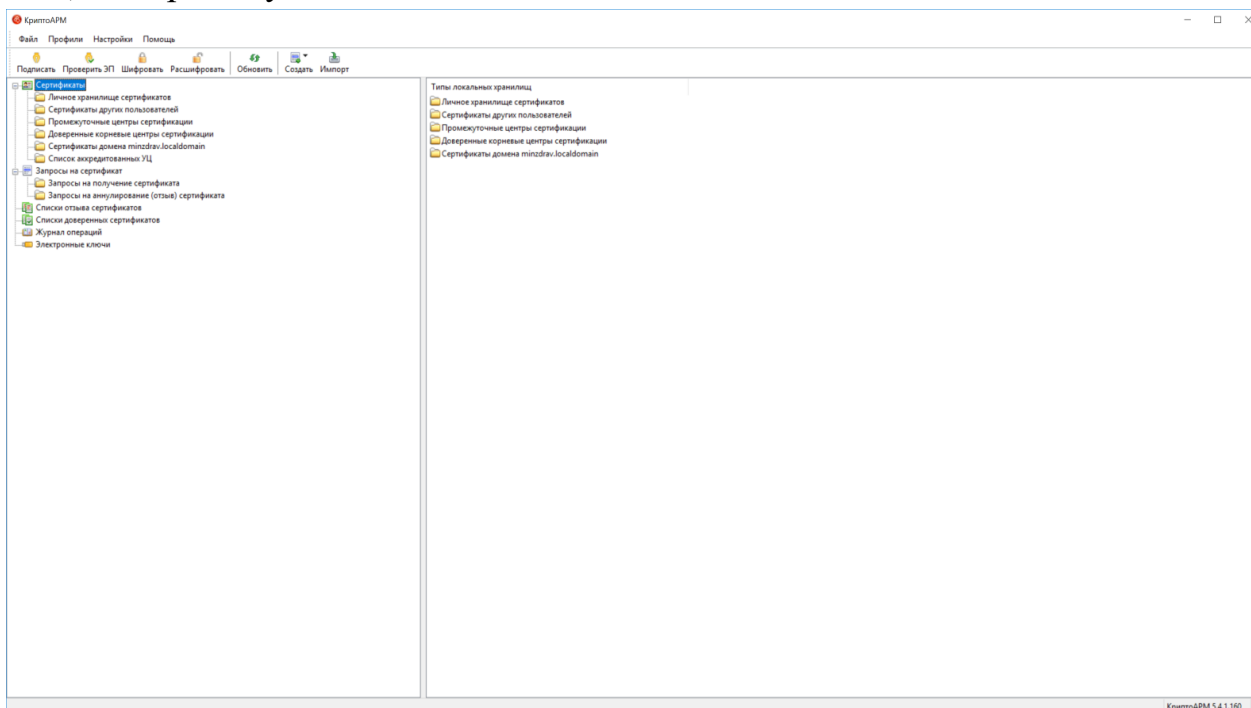 КриптоАРМ
Файл Профили Настройки Помощь
Подписать Проверить ЭП Шифровать Расшифровать Обновить Создать Импорт
Сертификаты
Личное хранилище сертификатов
Сертификаты других пользователей
Промежуточные центры сертификации
Доверенные корневые центры сертификации
Сертификаты домена minzdrav.localdomain
Список аккредитованных УЦ
Запросы на сертификат
Запросы на получение сертификата
Запросы на аннулирование (отзыв) сертификата
Списки отзыва сертификатов
Списки доверенных сертификатов
Журнал операций
Электронные ключи
Типы локальных хранилищ
Личное хранилище сертификатов
Сертификаты других пользователей
Промежуточные центры сертификации
Доверенные корневые центры сертификации
Сертификаты домена minzdrav.localdomain
КриптоАРМ 5.4.1.160